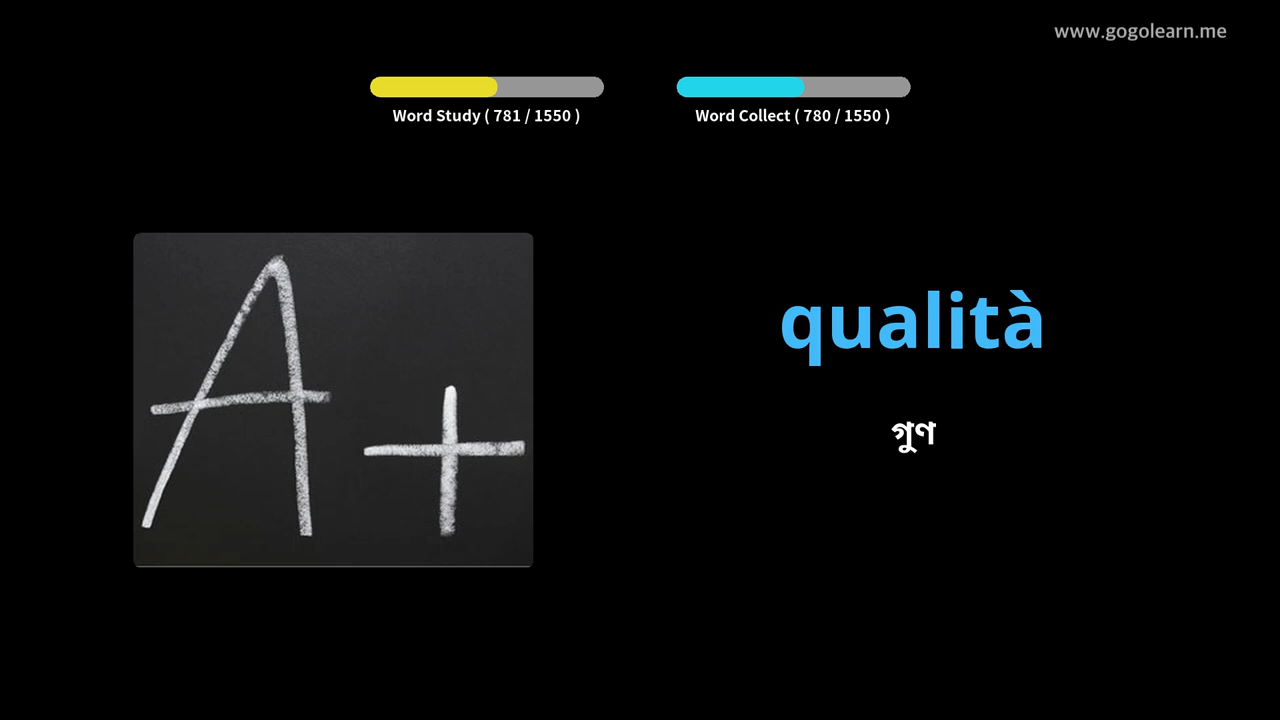 www.gogolearn.me
Word Study ( 781 / 1550 )
Word Collect ( 780 / 1550 )
A+
qualità
গুণ